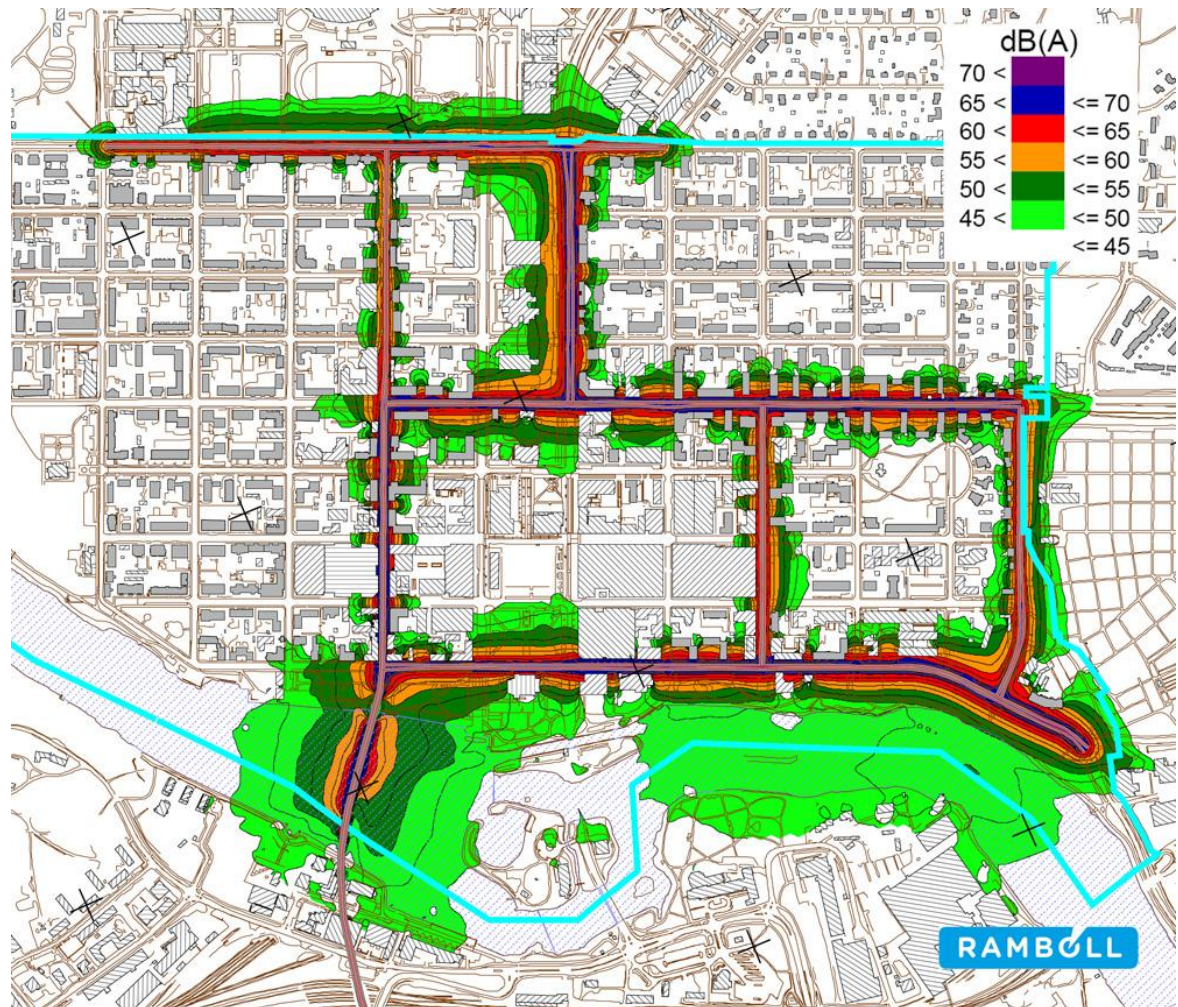 dB(A)
70 <
65 < <= 70
60 < <= 65
55 < <= 60
50 < <= 55
45 < <= 50
<= 45
RAMBOLL